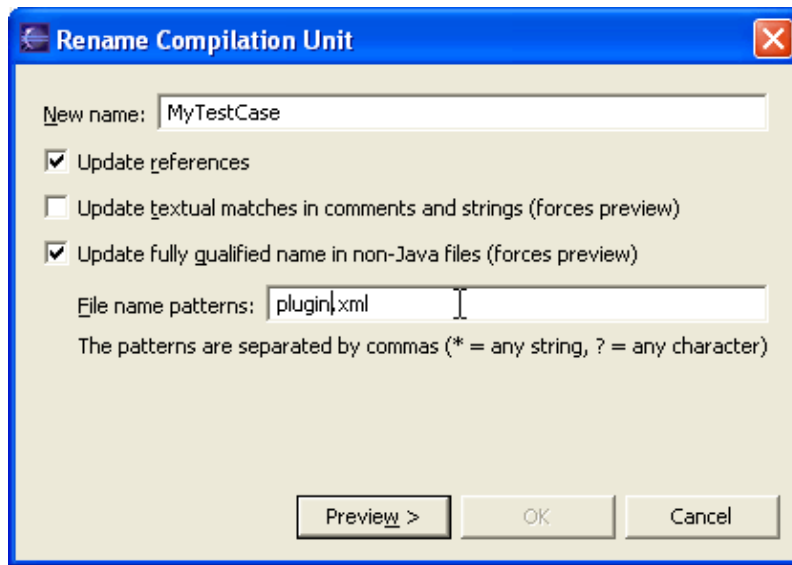 Rename Compilation Unit
New name: MyTestCase
Update references
Update textual matches in comments and strings (forces preview)
Update fully qualified name in non-Java files (forces preview)
File name patterns: plugin.xml
The patterns are separated by commas (* = any string, ? = any character)
Preview > OK Cancel